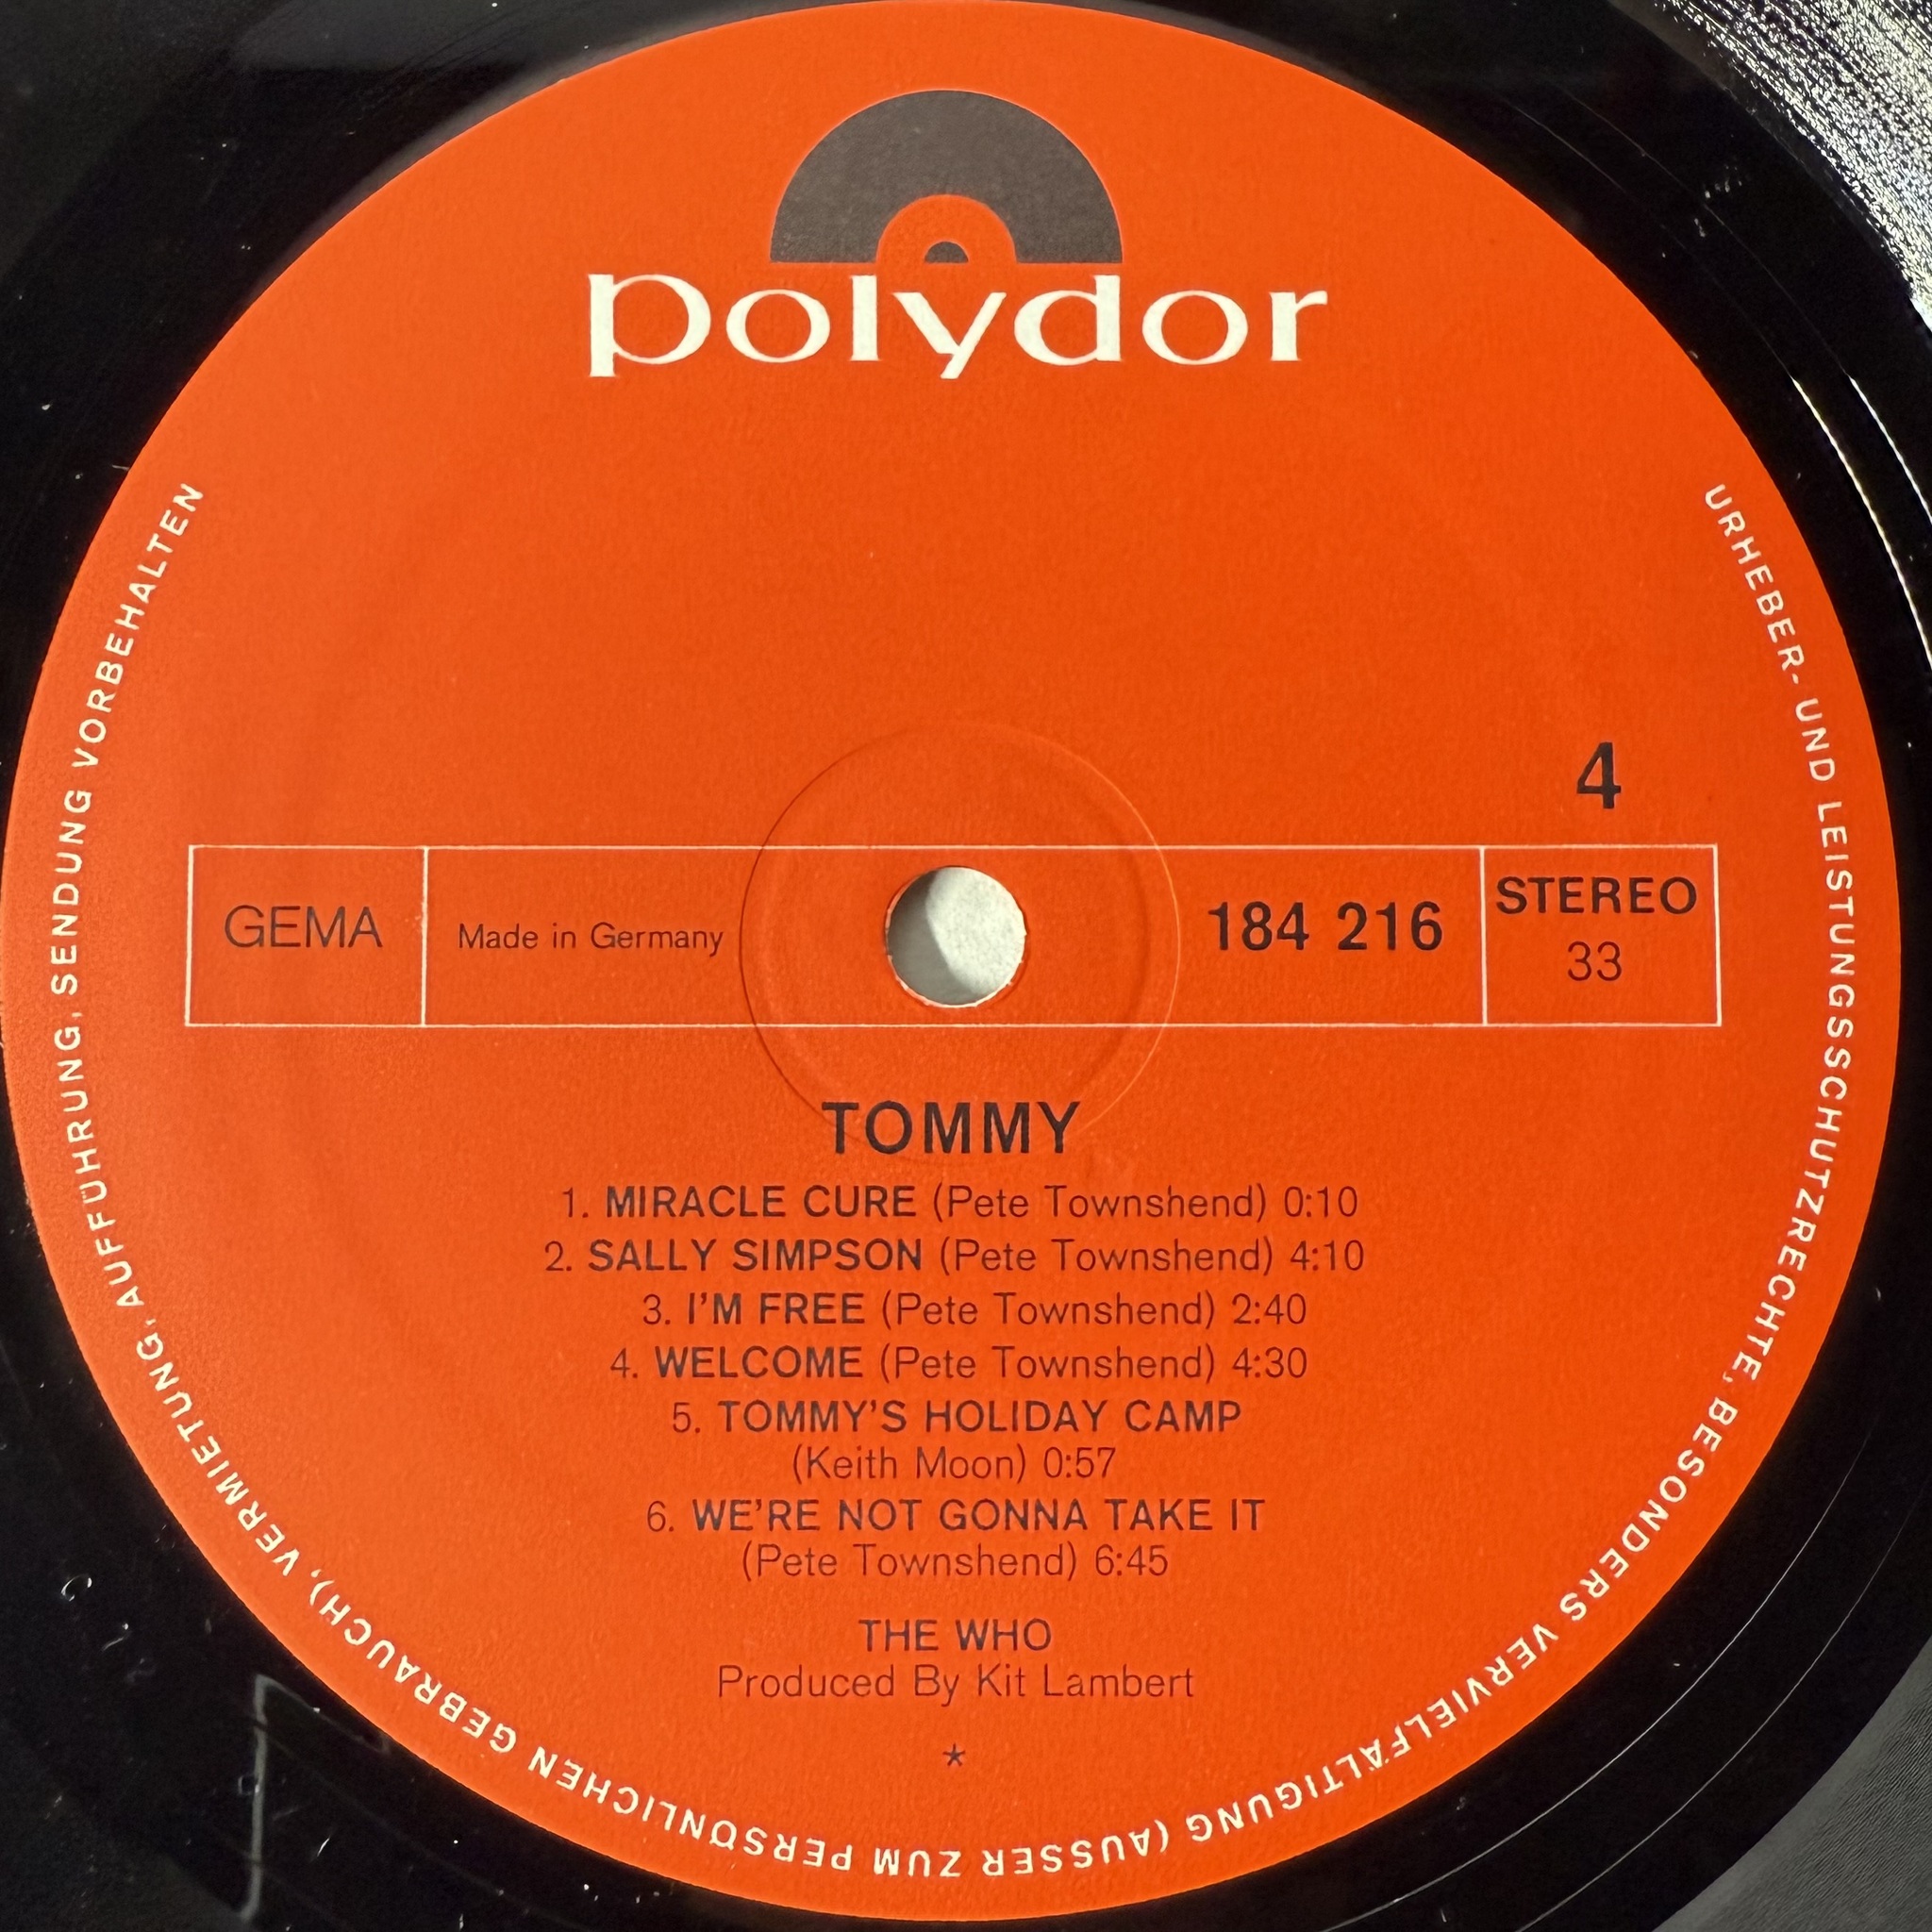 polydor
URHEBER- UND LEISTUNGSSCHUTZRECHTE, BESONDERS VERVIELFÄLTIGUNG (AUSSER ZUM PERSÖNLICHEN GEBRAUCH), VERMIETUNG, AUFFÜHRUNG, SENDUNG VORBEHALTEN
4
GEMA
Made in Germany
184 216
STEREO
33
TOMMY
1. MIRACLE CURE (Pete Townshend) 0:10
2. SALLY SIMPSON (Pete Townshend) 4:10
3. I'M FREE (Pete Townshend) 2:40
4. WELCOME (Pete Townshend) 4:30
5. TOMMY'S HOLIDAY CAMP
(Keith Moon) 0:57
6. WE'RE NOT GONNA TAKE IT
(Pete Townshend) 6:45
THE WHO
Produced By Kit Lambert
*